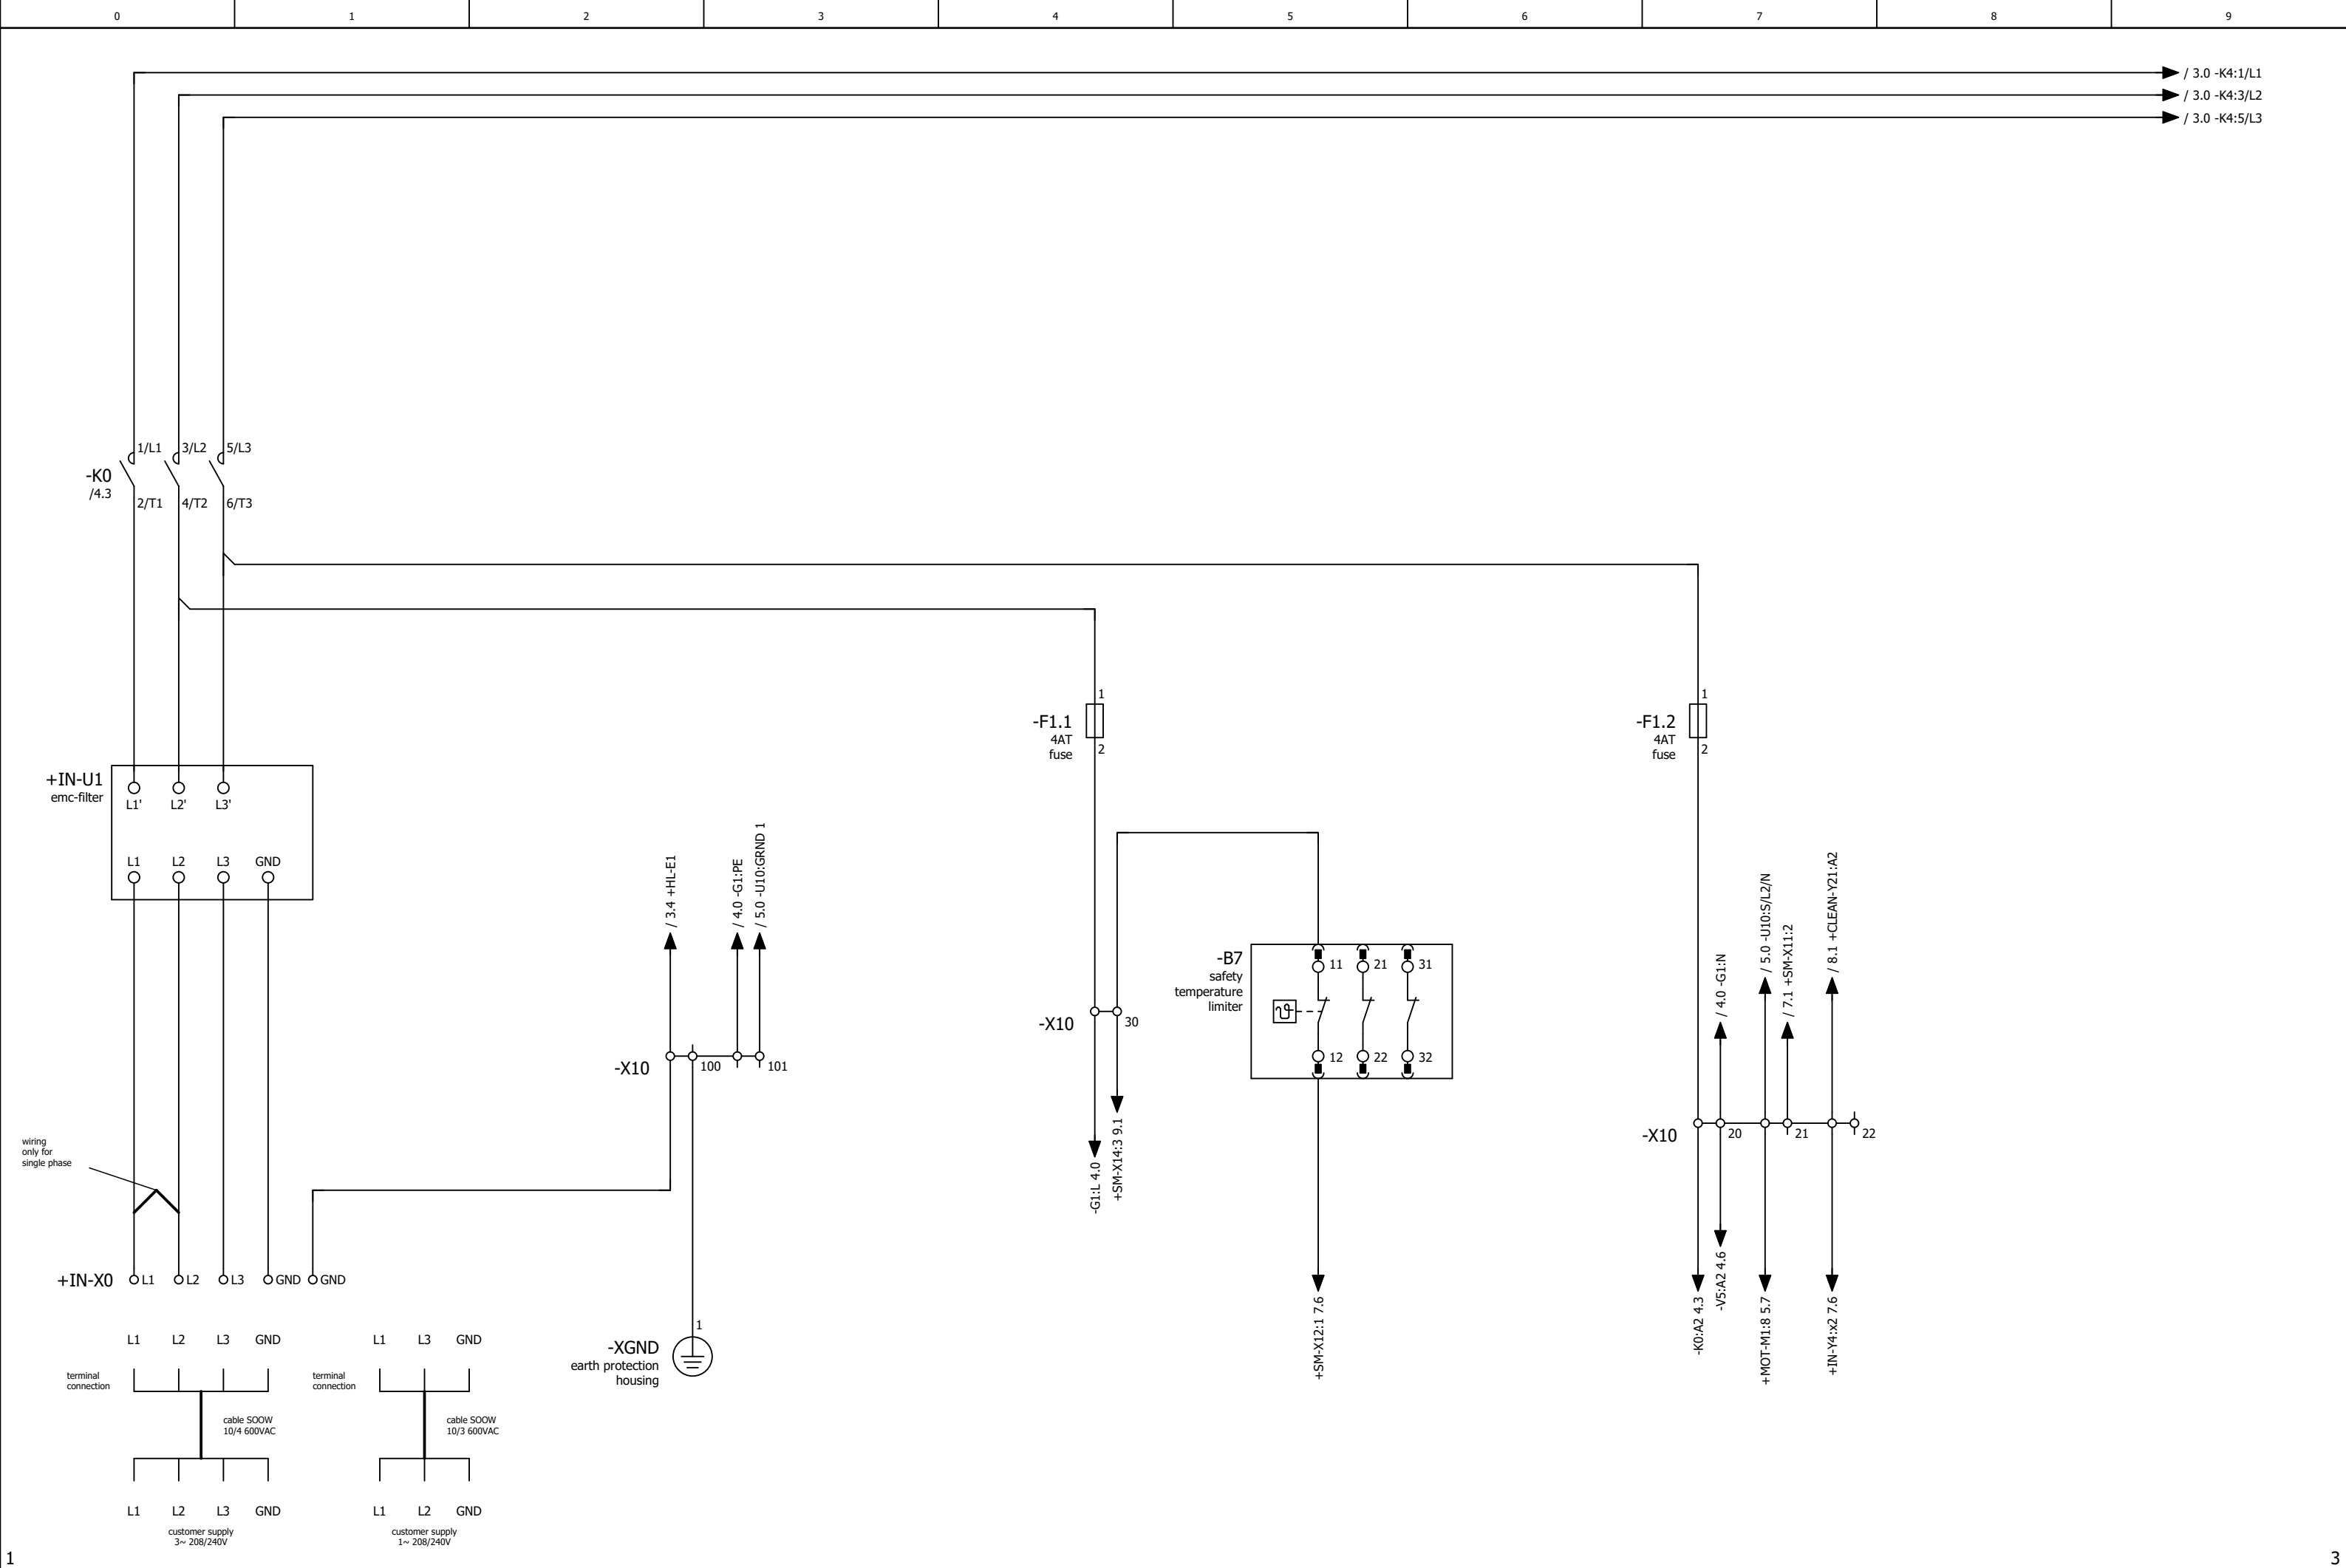 0 1 2 3 4 5 6 7 8 9
/ 3.0 -K4:1/L1
/ 3.0 -K4:3/L2
/ 3.0 -K4:5/L3
1/L1 3/L2 5/L3
-K0
/4.3
2/T1 4/T2 6/T3
1
-F1.1
4AT
fuse
2
1
-F1.2
4AT
fuse
2
+IN-U1
emc-filter
L1' L2' L3'
L1 L2 L3 GND
/ 3.4 +HL-E1
/ 4.0 -G1:PE
/ 5.0 -U10:GRND 1
-X10
100
101
-X10
30
-G1:L 4.0
+SM-X14:3 9.1
-B7
safety
temperature
limiter
11 21 31
12 22 32
+SM-X12:1 7.6
/ 4.0 -G1:N
/ 5.0 -U10:S/L2/N
/ 7.1 +SM-X11:2
/ 8.1 +CLEAN-Y21:A2
-X10
20
21
22
-K0:A2 4.3
-V5:A2 4.6
+MOT-M1:8 5.7
+IN-Y4:x2 7.6
wiring
only for
single phase
+IN-X0
L1 L2 L3 GND GND
1
-XGND
earth protection
housing
L1 L2 L3 GND
terminal
connection
cable SOOW
10/4 600VAC
L1 L2 L3 GND
customer supply
3~ 208/240V
L1 L3 GND
terminal
connection
cable SOOW
10/3 600VAC
L1 L2 GND
customer supply
1~ 208/240V
1
3